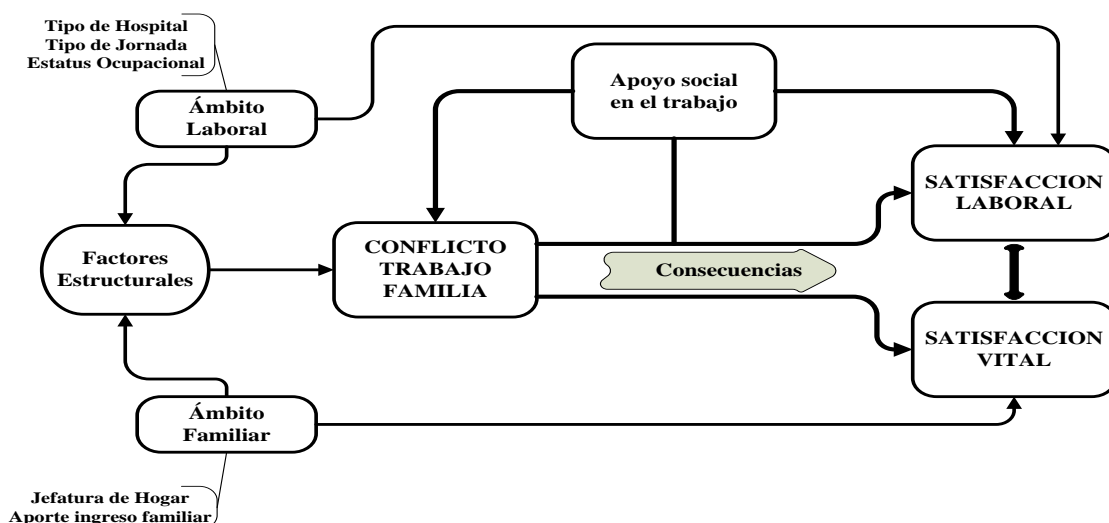 Tipo de Hospital
Tipo de Jornada
Estatus Ocupacional
Ámbito
Laboral
Apoyo social
en el trabajo
SATISFACCION
LABORAL
Factores
Estructurales
CONFLICTO
TRABAJO
FAMILIA
Consecuencias
SATISFACCION
VITAL
Ámbito
Familiar
Jefatura de Hogar
Aporte ingreso familiar